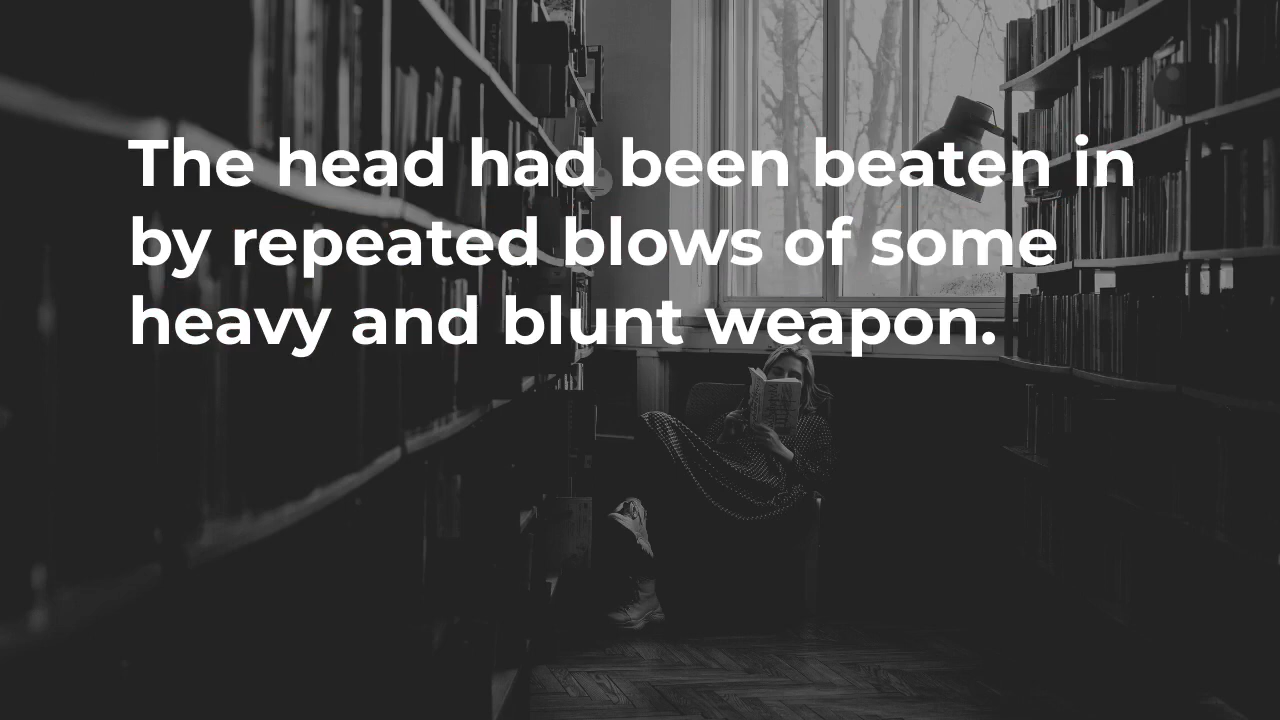 The head had been beaten in
by repeated blows of some
heavy and blunt weapon.